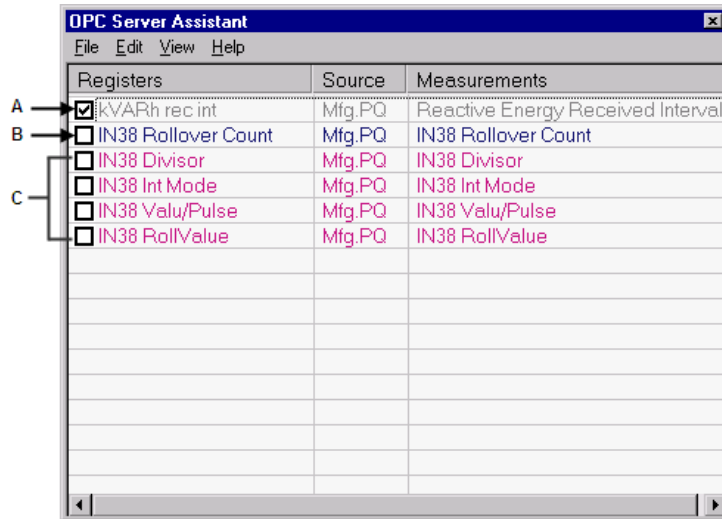 OPC Server Assistant
File Edit View Help
Registers Source Measurements
A kVARh rec int Mfg.PQ Reactive Energy Received Interval
B IN38 Rollover Count Mfg.PQ IN38 Rollover Count
IN38 Divisor Mfg.PQ IN38 Divisor
IN38 Int Mode Mfg.PQ IN38 Int Mode
C IN38 Valu/Pulse Mfg.PQ IN38 Valu/Pulse
IN38 RollValue Mfg.PQ IN38 RollValue